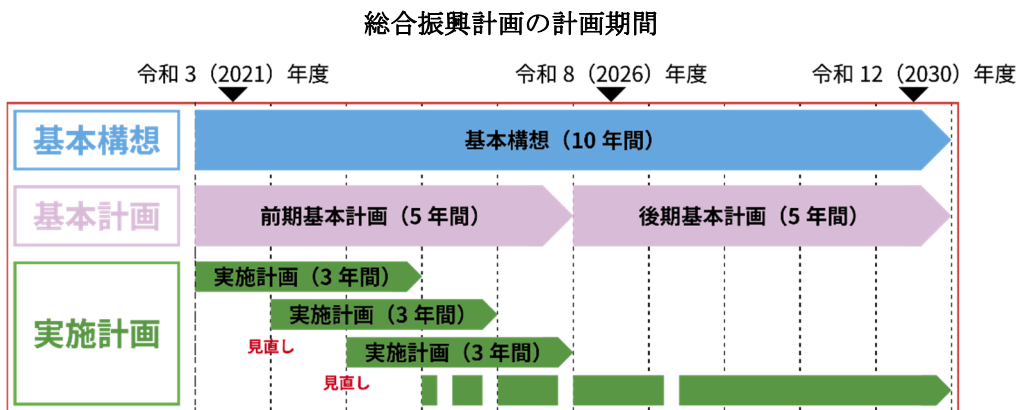 総合振興計画の計画期間
令和 3（2021）年度 令和 8（2026）年度 令和 12（2030）年度
基本構想 基本構想（10 年間）
基本計画 前期基本計画（5 年間） 後期基本計画（5 年間）
実施計画（3 年間）
実施計画（3 年間）
実施計画
見直し
実施計画（3 年間）
見直し